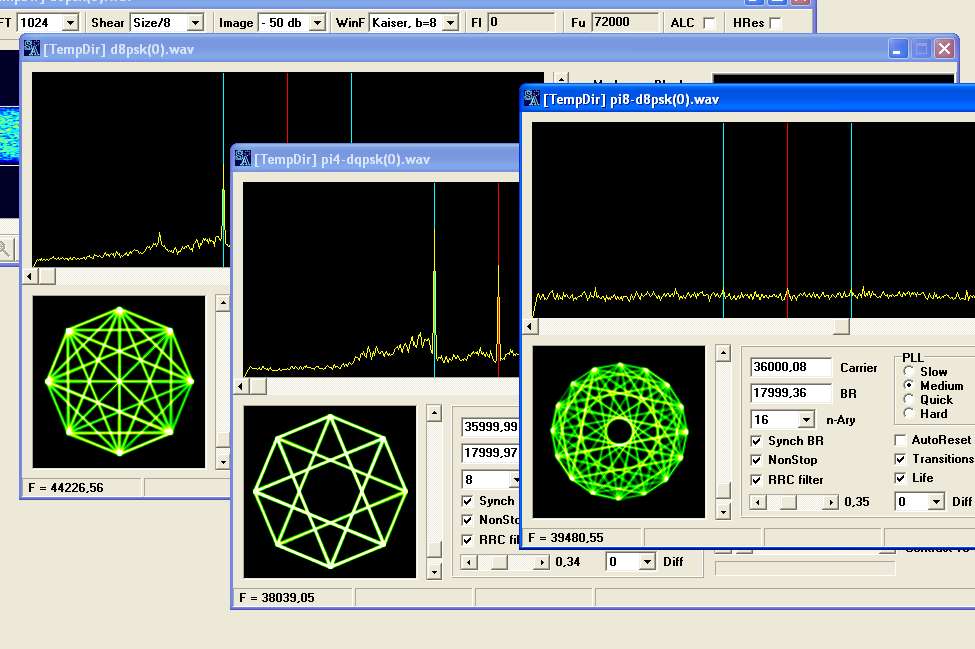 FT 1024 Shear Size/8 Image - 50 db WinF Kaiser, b=8 Fl 0 Fu 72000 ALC HRes
[TempDir] d8psk(0).wav
[TempDir] pi8-d8psk(0).wav
[TempDir] pi4-dqpsk(0).wav
PLL
36000,08 Carrier
Slow
17999,36 BR
Medium
16 n-Ary
Quick
Hard
Synch BR
AutoReset
NonStop
Transitions
RRC filter
Life
0,35
0 Diff
F = 39480,55
35999,99
17999,97
8
Synch
NonSto
RRC fil
0,34 0 Diff
F = 44226,56
F = 38039,05